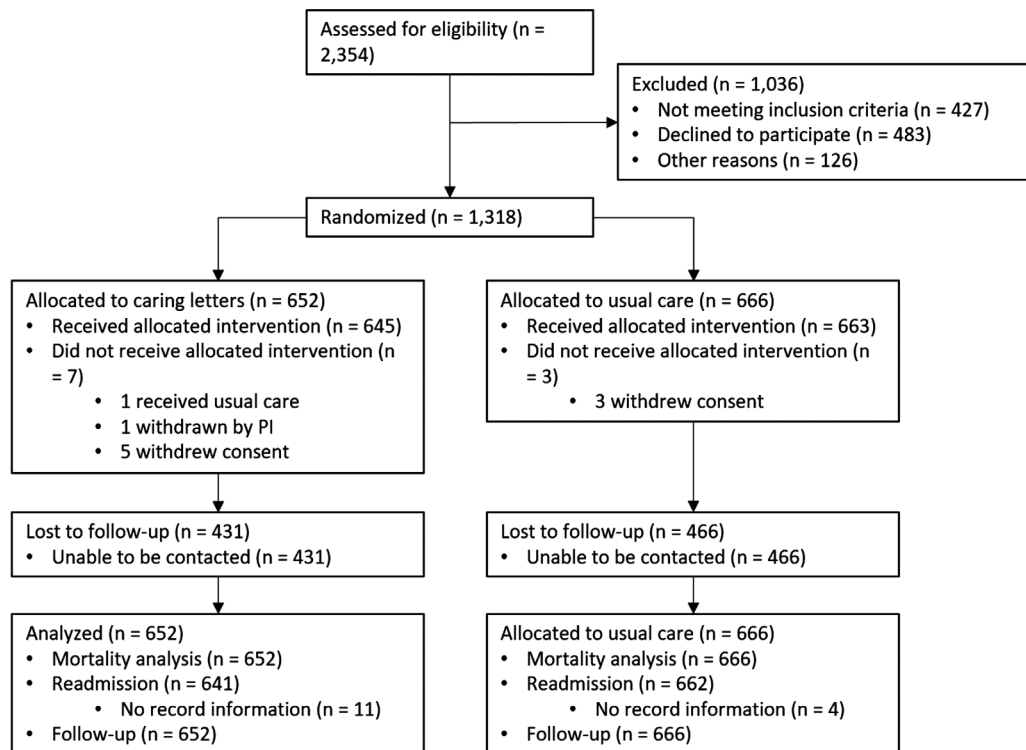 Assessed for eligibility (n =
2,354)
Excluded (n = 1,036)
• Not meeting inclusion criteria (n = 427)
• Declined to participate (n = 483)
• Other reasons (n = 126)
Randomized (n = 1,318)
Allocated to caring letters (n = 652)
• Received allocated intervention (n = 645)
• Did not receive allocated intervention (n
= 7)
• 1 received usual care
• 1 withdrawn by PI
• 5 withdrew consent
Allocated to usual care (n = 666)
• Received allocated intervention (n = 663)
• Did not receive allocated intervention (n
= 3)
• 3 withdrew consent
Lost to follow-up (n = 431)
• Unable to be contacted (n = 431)
Lost to follow-up (n = 466)
• Unable to be contacted (n = 466)
Analyzed (n = 652)
• Mortality analysis (n = 652)
• Readmission (n = 641)
• No record information (n = 11)
• Follow-up (n = 652)
Allocated to usual care (n = 666)
• Mortality analysis (n = 666)
• Readmission (n = 662)
• No record information (n = 4)
• Follow-up (n = 666)